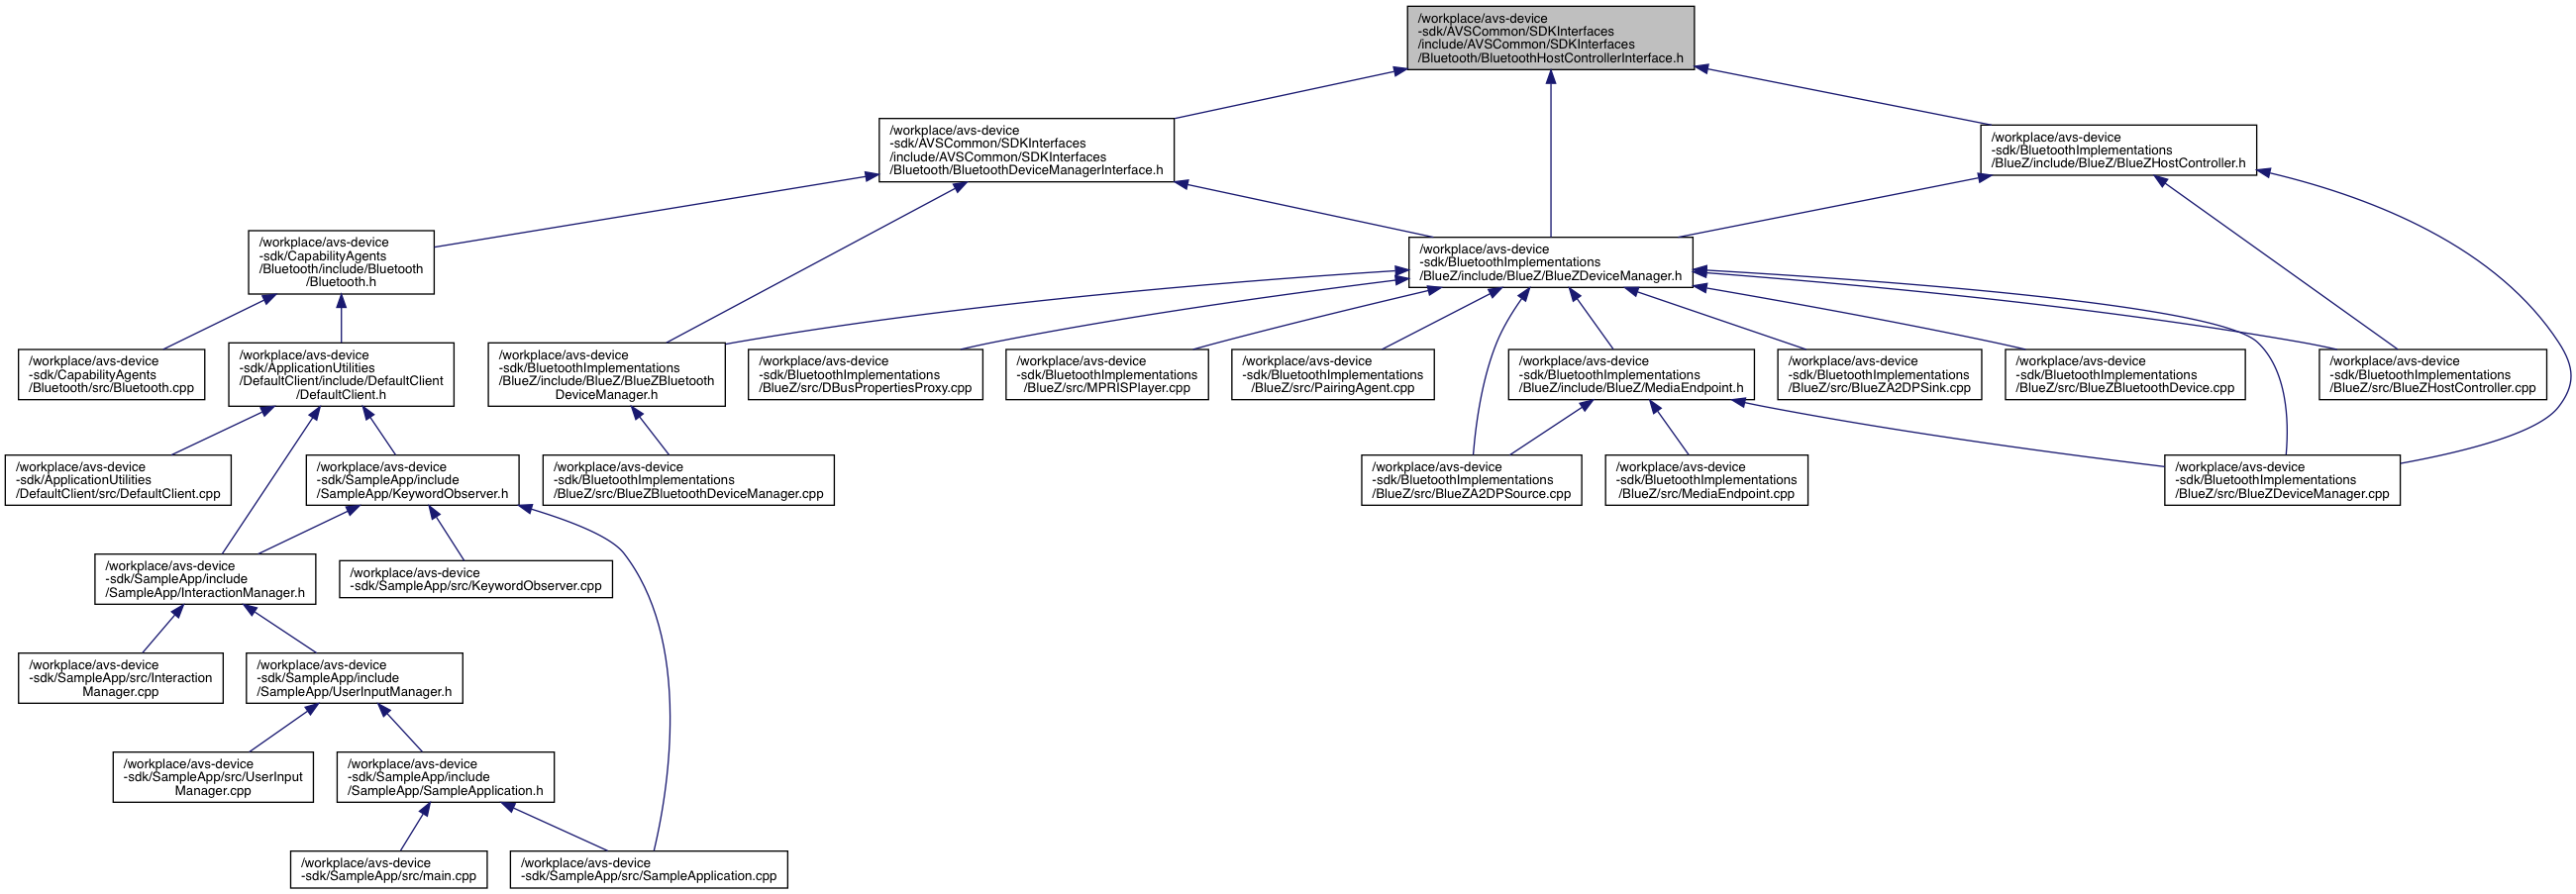 /workplace/avs-device
-sdk/AVSCommon/SDKInterfaces
/include/AVSCommon/SDKInterfaces
/Bluetooth/BluetoothHostControllerInterface.h
/workplace/avs-device
-sdk/AVSCommon/SDKInterfaces
/include/AVSCommon/SDKInterfaces
/Bluetooth/BluetoothDeviceManagerInterface.h
/workplace/avs-device
-sdk/BluetoothImplementations
/BlueZ/include/BlueZ/BlueZHostController.h
/workplace/avs-device
-sdk/CapabilityAgents
/Bluetooth/include/Bluetooth
/Bluetooth.h
/workplace/avs-device
-sdk/BluetoothImplementations
/BlueZ/include/BlueZ/BlueZDeviceManager.h
/workplace/avs-device
-sdk/CapabilityAgents
/Bluetooth/src/Bluetooth.cpp
/workplace/avs-device
-sdk/ApplicationUtilities
/DefaultClient/include/DefaultClient
/DefaultClient.h
/workplace/avs-device
-sdk/BluetoothImplementations
/BlueZ/include/BlueZ/BlueZBluetooth
DeviceManager.h
/workplace/avs-device
-sdk/BluetoothImplementations
/BlueZ/src/DBusPropertiesProxy.cpp
/workplace/avs-device
-sdk/BluetoothImplementations
/BlueZ/src/MPRISPlayer.cpp
/workplace/avs-device
-sdk/BluetoothImplementations
/BlueZ/src/PairingAgent.cpp
/workplace/avs-device
-sdk/BluetoothImplementations
/BlueZ/include/BlueZ/MediaEndpoint.h
/workplace/avs-device
-sdk/BluetoothImplementations
/BlueZ/src/BlueZA2DPSink.cpp
/workplace/avs-device
-sdk/BluetoothImplementations
/BlueZ/src/BlueZBluetoothDevice.cpp
/workplace/avs-device
-sdk/BluetoothImplementations
/BlueZ/src/BlueZHostController.cpp
/workplace/avs-device
-sdk/ApplicationUtilities
/DefaultClient/src/DefaultClient.cpp
/workplace/avs-device
-sdk/SampleApp/include
/SampleApp/KeywordObserver.h
/workplace/avs-device
-sdk/BluetoothImplementations
/BlueZ/src/BlueZBluetoothDeviceManager.cpp
/workplace/avs-device
-sdk/BluetoothImplementations
/BlueZ/src/BlueZA2DPSource.cpp
/workplace/avs-device
-sdk/BluetoothImplementations
/BlueZ/src/MediaEndpoint.cpp
/workplace/avs-device
-sdk/BluetoothImplementations
/BlueZ/src/BlueZDeviceManager.cpp
/workplace/avs-device
-sdk/SampleApp/include
/SampleApp/InteractionManager.h
/workplace/avs-device
-sdk/SampleApp/src/KeywordObserver.cpp
/workplace/avs-device
-sdk/SampleApp/src/Interaction
Manager.cpp
/workplace/avs-device
-sdk/SampleApp/include
/SampleApp/UserInputManager.h
/workplace/avs-device
-sdk/SampleApp/src/UserInput
Manager.cpp
/workplace/avs-device
-sdk/SampleApp/include
/SampleApp/SampleApplication.h
/workplace/avs-device
-sdk/SampleApp/src/main.cpp
/workplace/avs-device
-sdk/SampleApp/src/SampleApplication.cpp